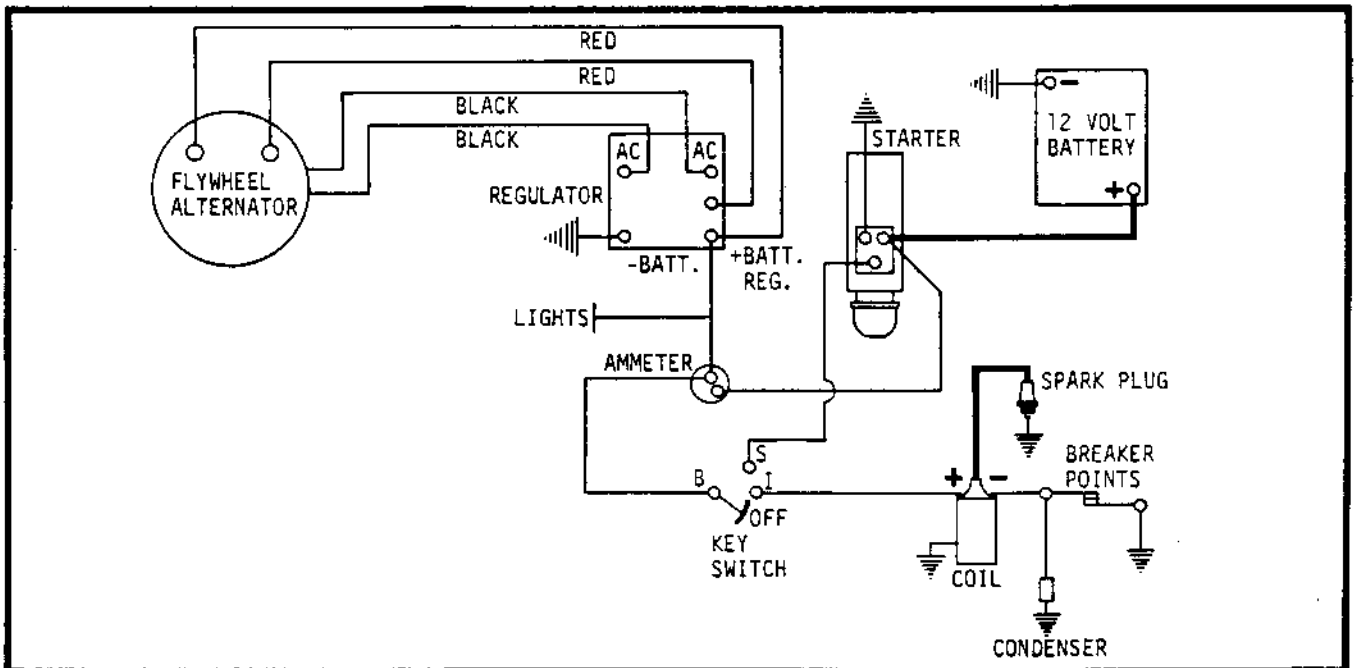 RED
RED
BLACK
BLACK
FLYWHEEL
ALTERNATOR
AC AC
REGULATOR
-BATT.
+BATT.
REG.
LIGHTS
AMMETER
STARTER
-
12 VOLT
BATTERY
+
SPARK PLUG
S
B
I
OFF
KEY
SWITCH
+ -
COIL
BREAKER
POINTS
CONDENSER